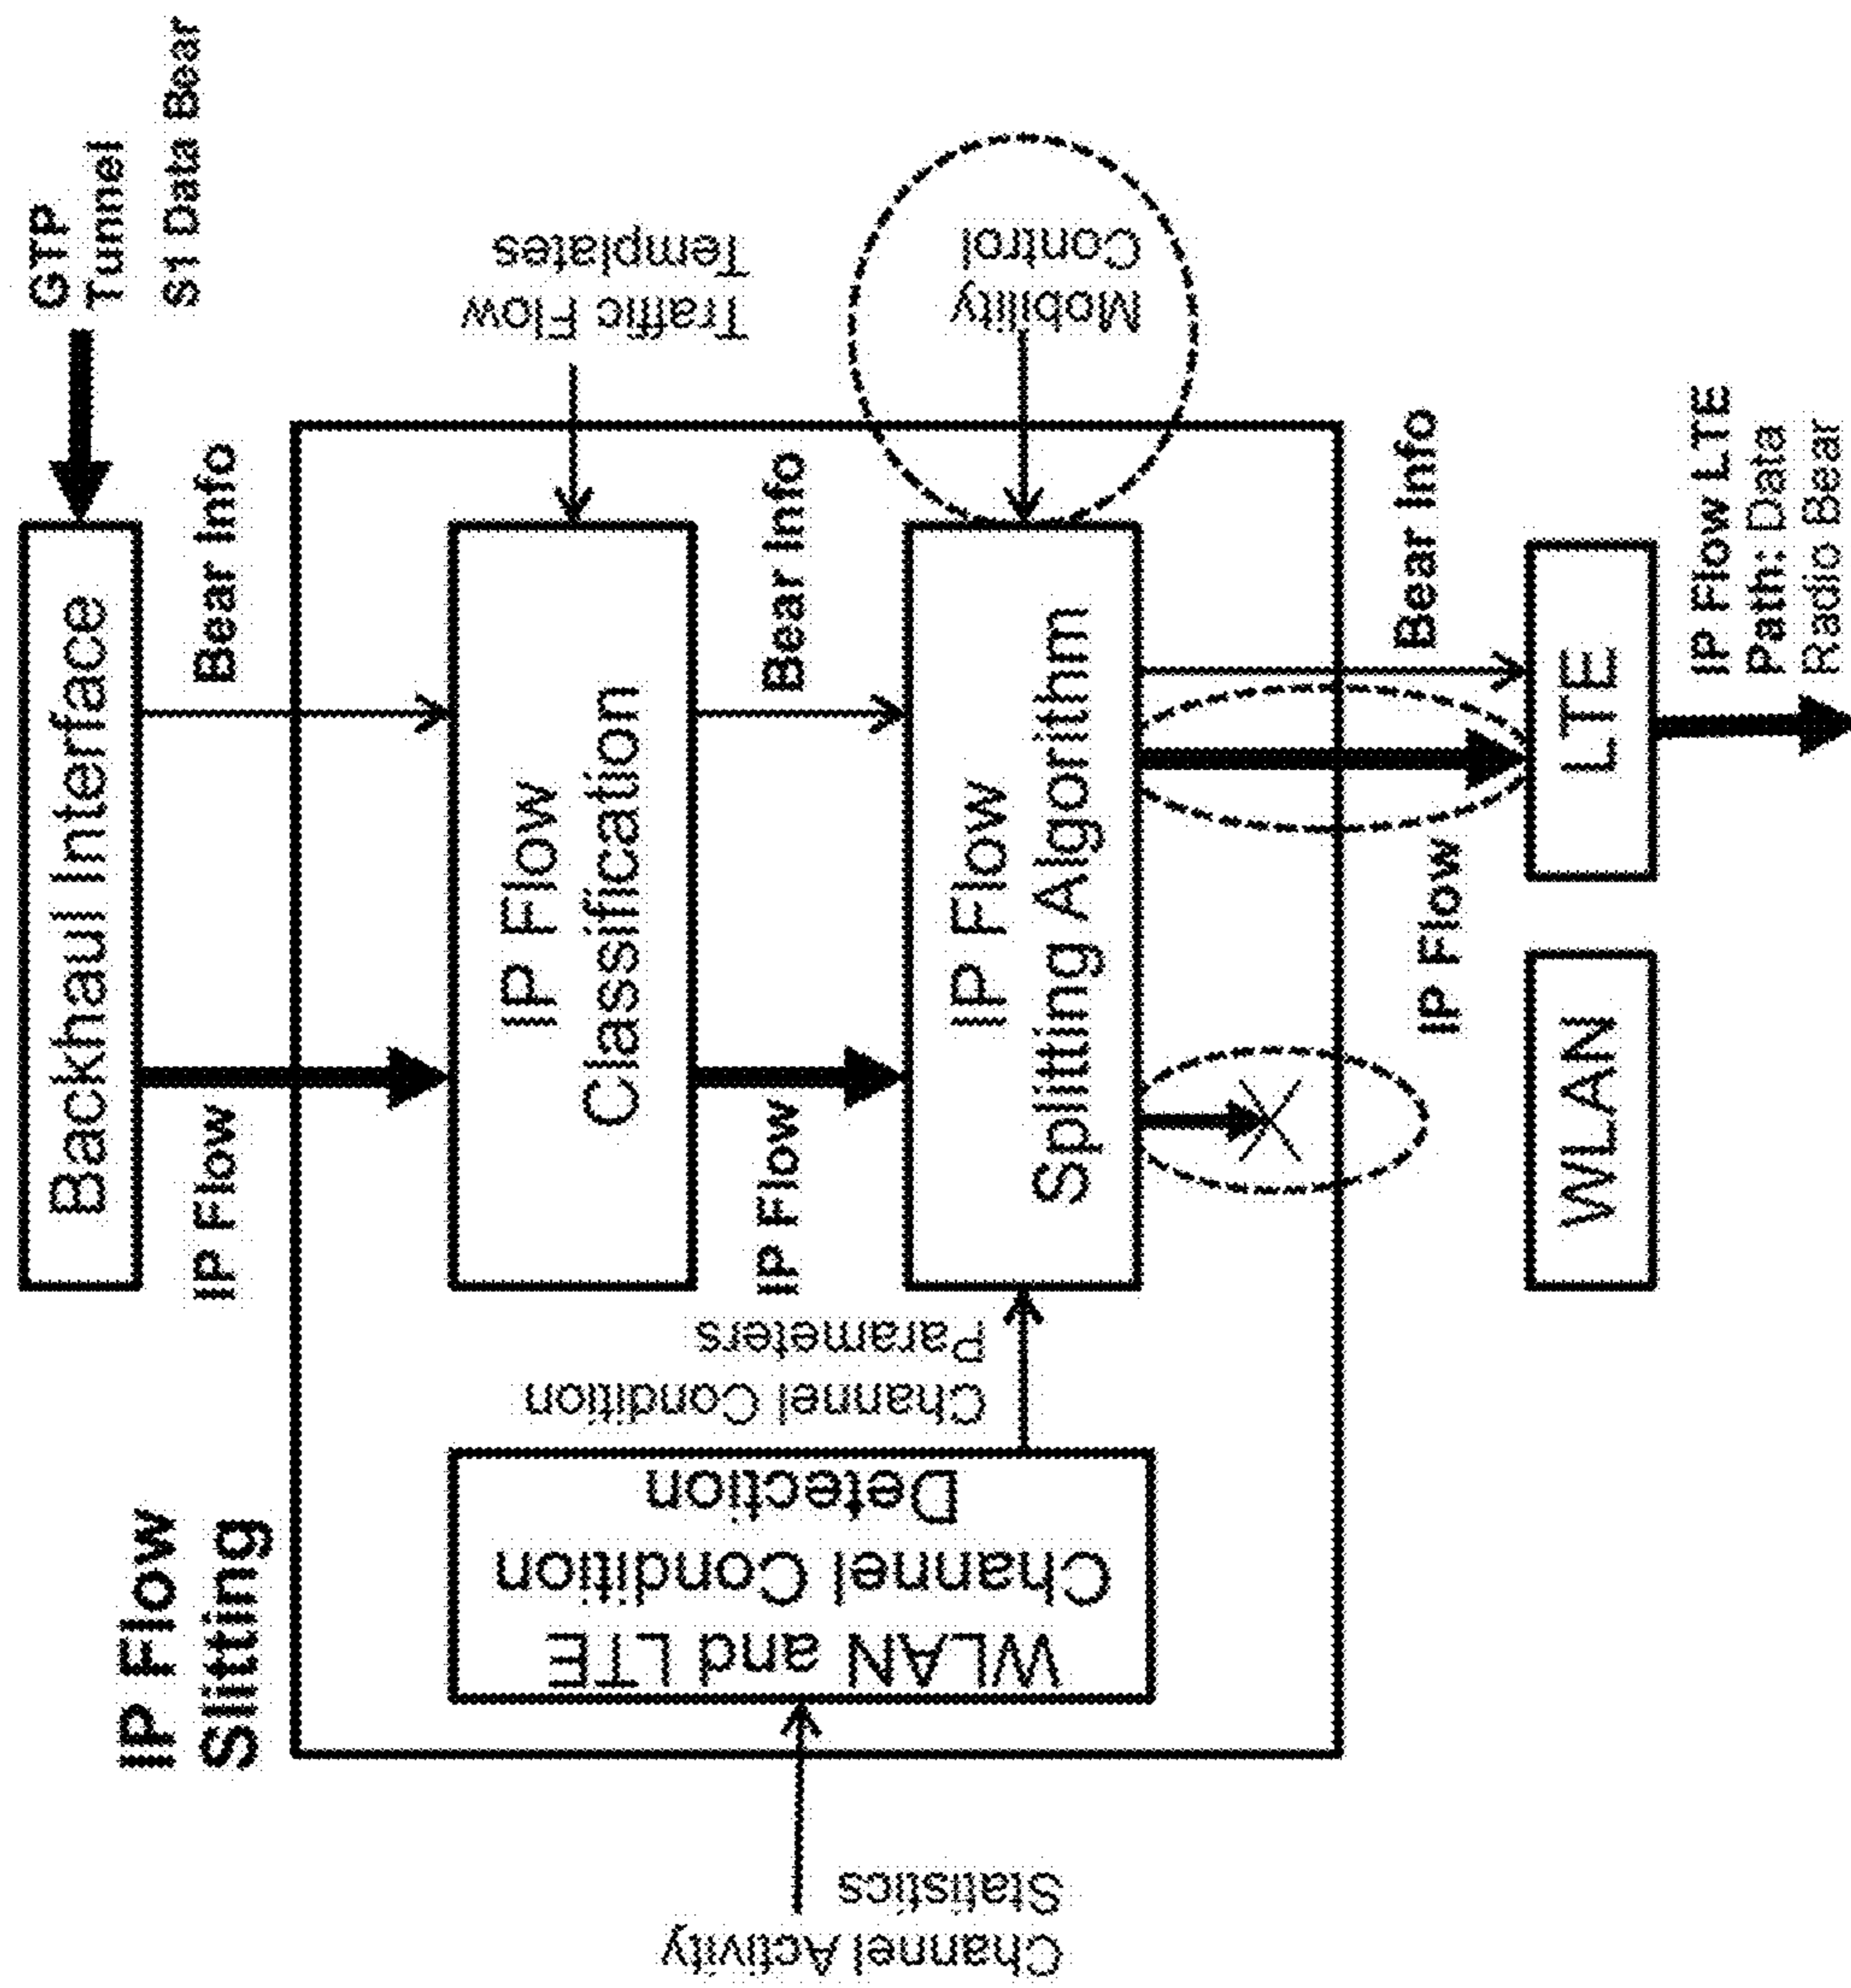 GTP
Tunnel
S1 Data Bear
Backhaul Interface
IP Flow
Bear Info
IP Flow
Slitting
IP Flow
Classification
Traffic Flow
Templates
IP Flow
Bear Info
Channel Activity
Statistics
WLAN and LTE
Channel Condition
Detection
Channel Condition
Parameters
IP Flow
Splitting Algorithm
Mobility
Control
IP Flow
Bear Info
WLAN
LTE
IP Flow LTE
Path: Data
Radio Bear